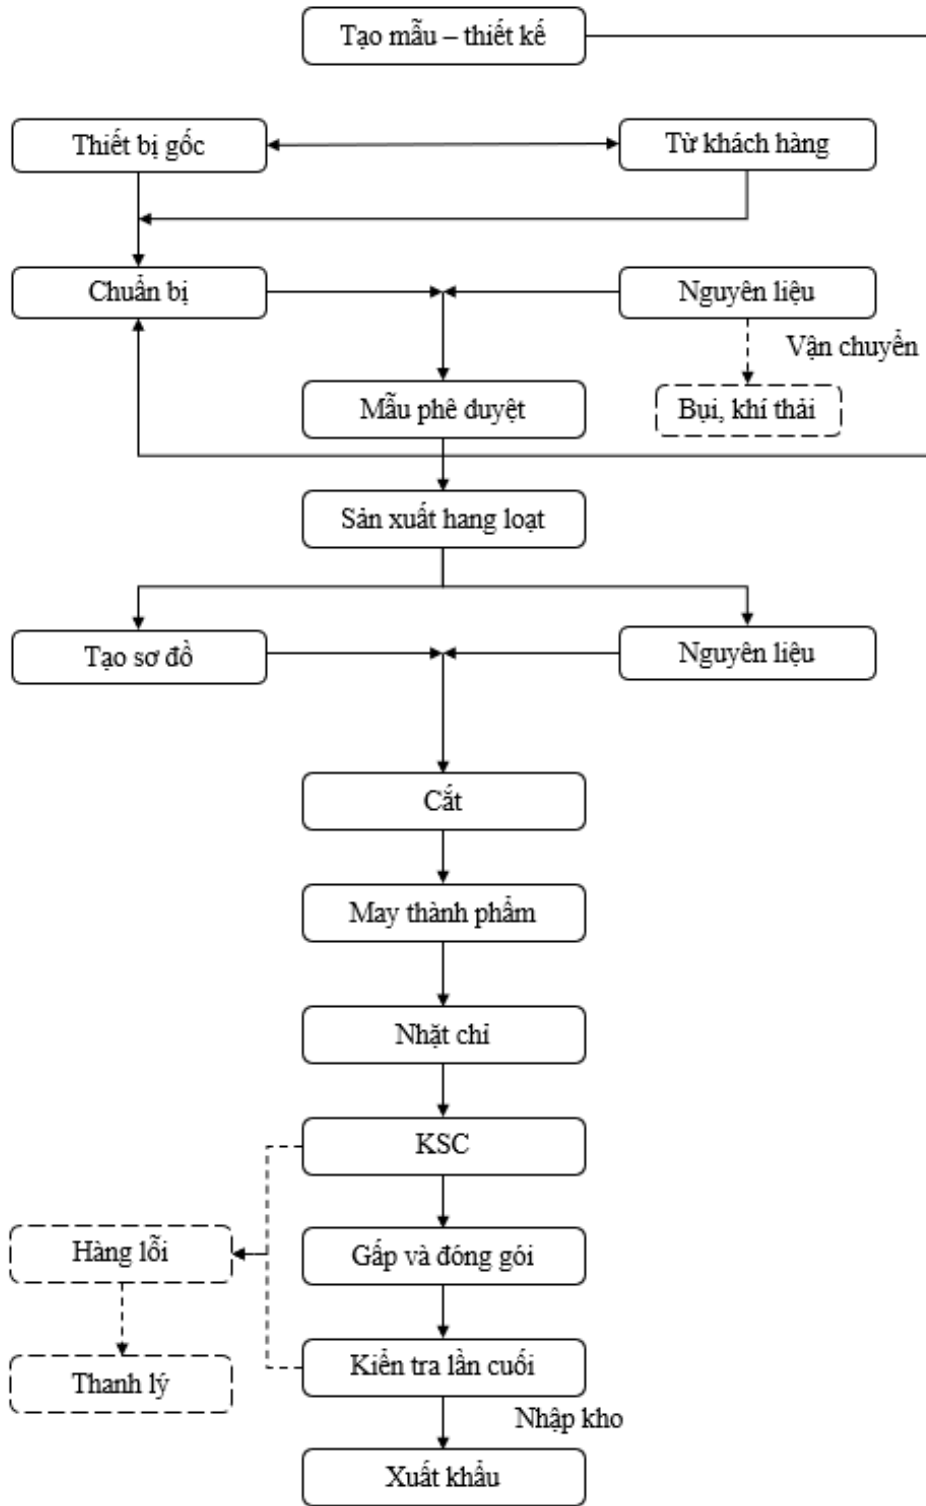 Tạo mẫu – thiết kế
Thiết bị gốc
Từ khách hàng
Chuẩn bị
Nguyên liệu
Vận chuyển
Mẫu phê duyệt
Bụi, khí thải
Sản xuất hang loạt
Tạo sơ đồ
Nguyên liệu
Cắt
May thành phẩm
Nhặt chỉ
KSC
Hàng lỗi
Gấp và đóng gói
Thanh lý
Kiển tra lần cuối
Nhập kho
Xuất khẩu